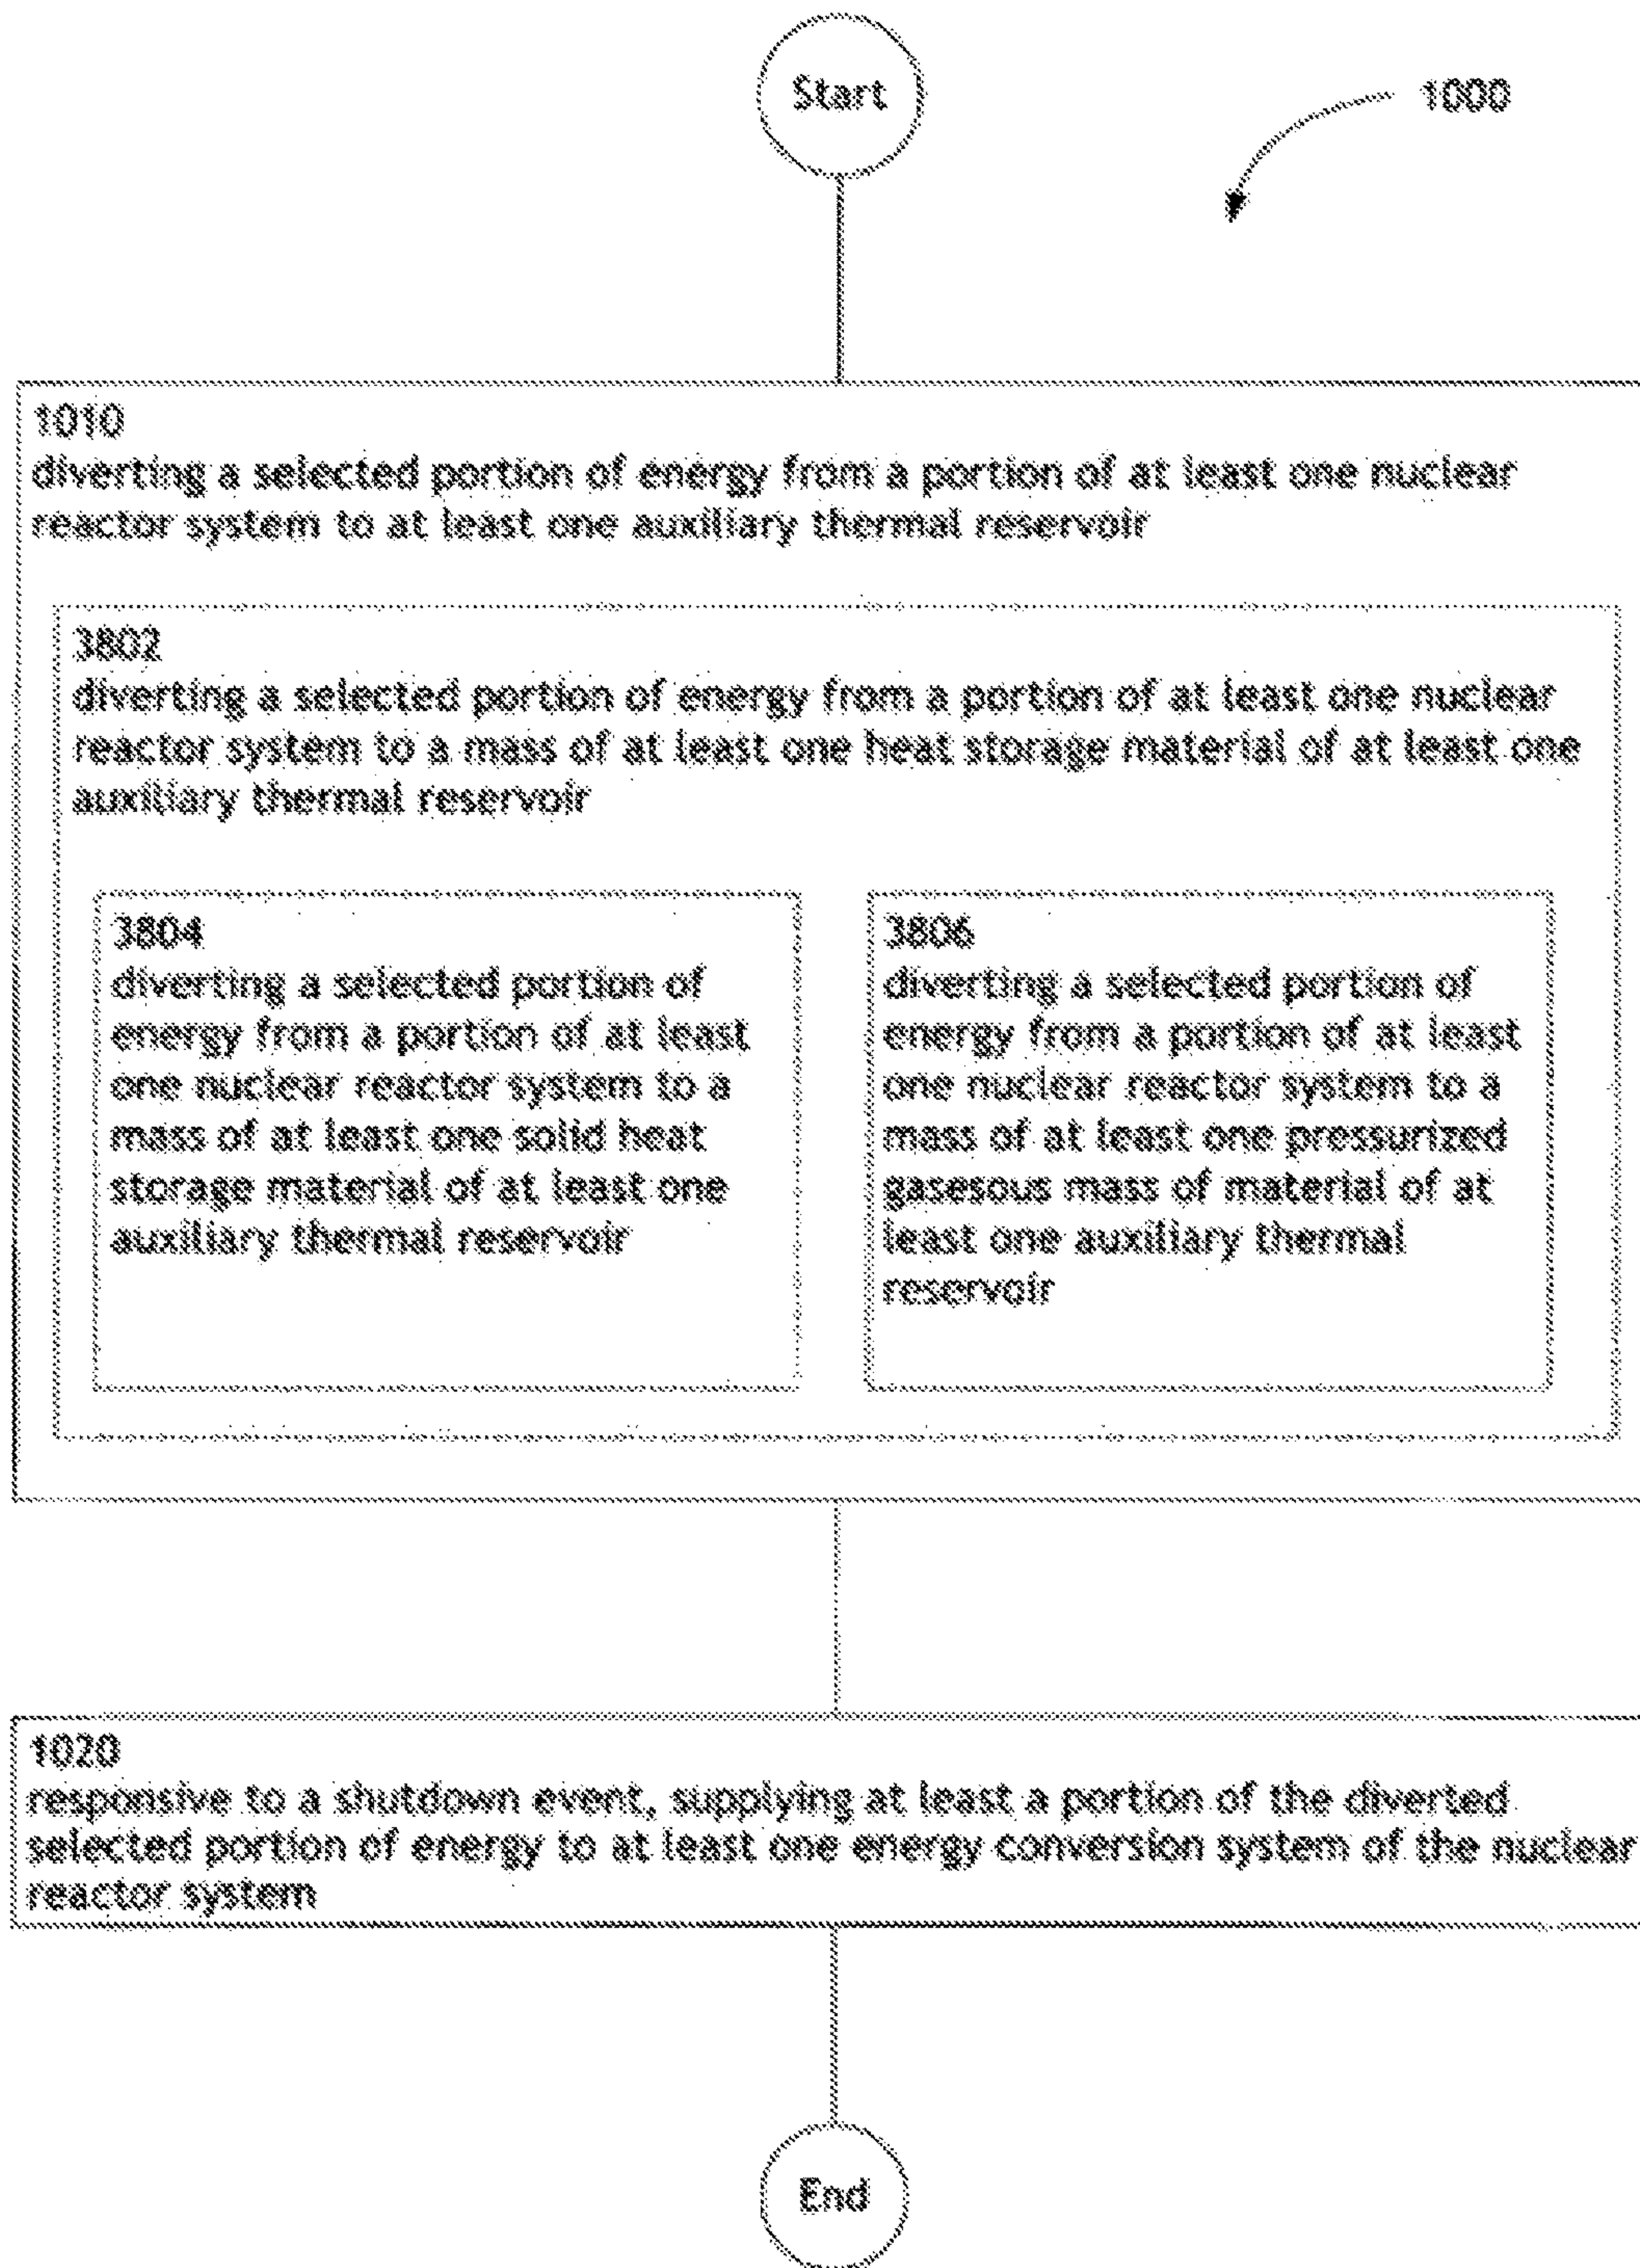 Start
1000
1010
diverting a selected portion of energy from a portion of at least one nuclear
reactor system to at least one auxiliary thermal reservoir
3802
diverting a selected portion of energy from a portion of at least one nuclear
reactor system to a mass of at least one heat storage material of at least one
auxiliary thermal reservoir
3804
diverting a selected portion of
energy from a portion of at least
one nuclear reactor system to a
mass of at least one solid heat
storage material of at least one
auxiliary thermal reservoir
3806
diverting a selected portion of
energy from a portion of at least
one nuclear reactor system to a
mass of at least one pressurized
gasesous mass of material of at
least one auxiliary thermal
reservoir
1020
responsive to a shutdown event, supplying at least a portion of the diverted
selected portion of energy to at least one energy conversion system of the nuclear
reactor system
End